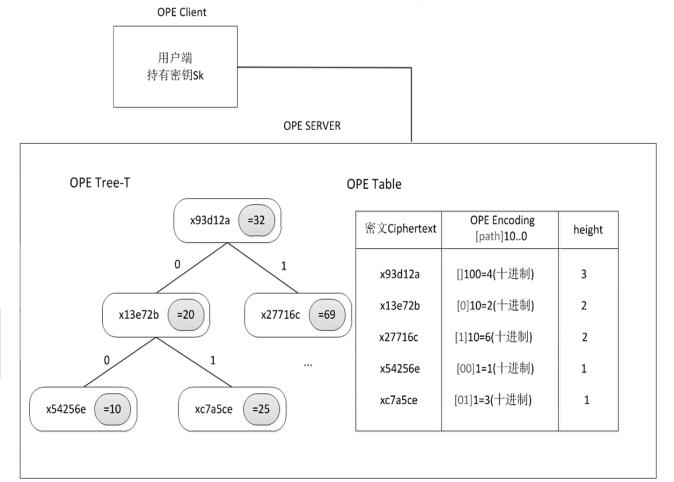 OPE Client
用户端
持有密钥Sk
OPE SERVER
OPE Tree-T
OPE Table
x93d12a =32
0 1
x13e72b =20
x27716c =69
0 1
...
x54256e =10
xc7a5ce =25
密文Ciphertext OPE Encoding [path]10..0 height
x93d12a []100=4(十进制) 3
x13e72b [0]10=2(十进制) 2
x27716c [1]10=6(十进制) 2
x54256e [00]1=1(十进制) 1
xc7a5ce [01]1=3(十进制) 1